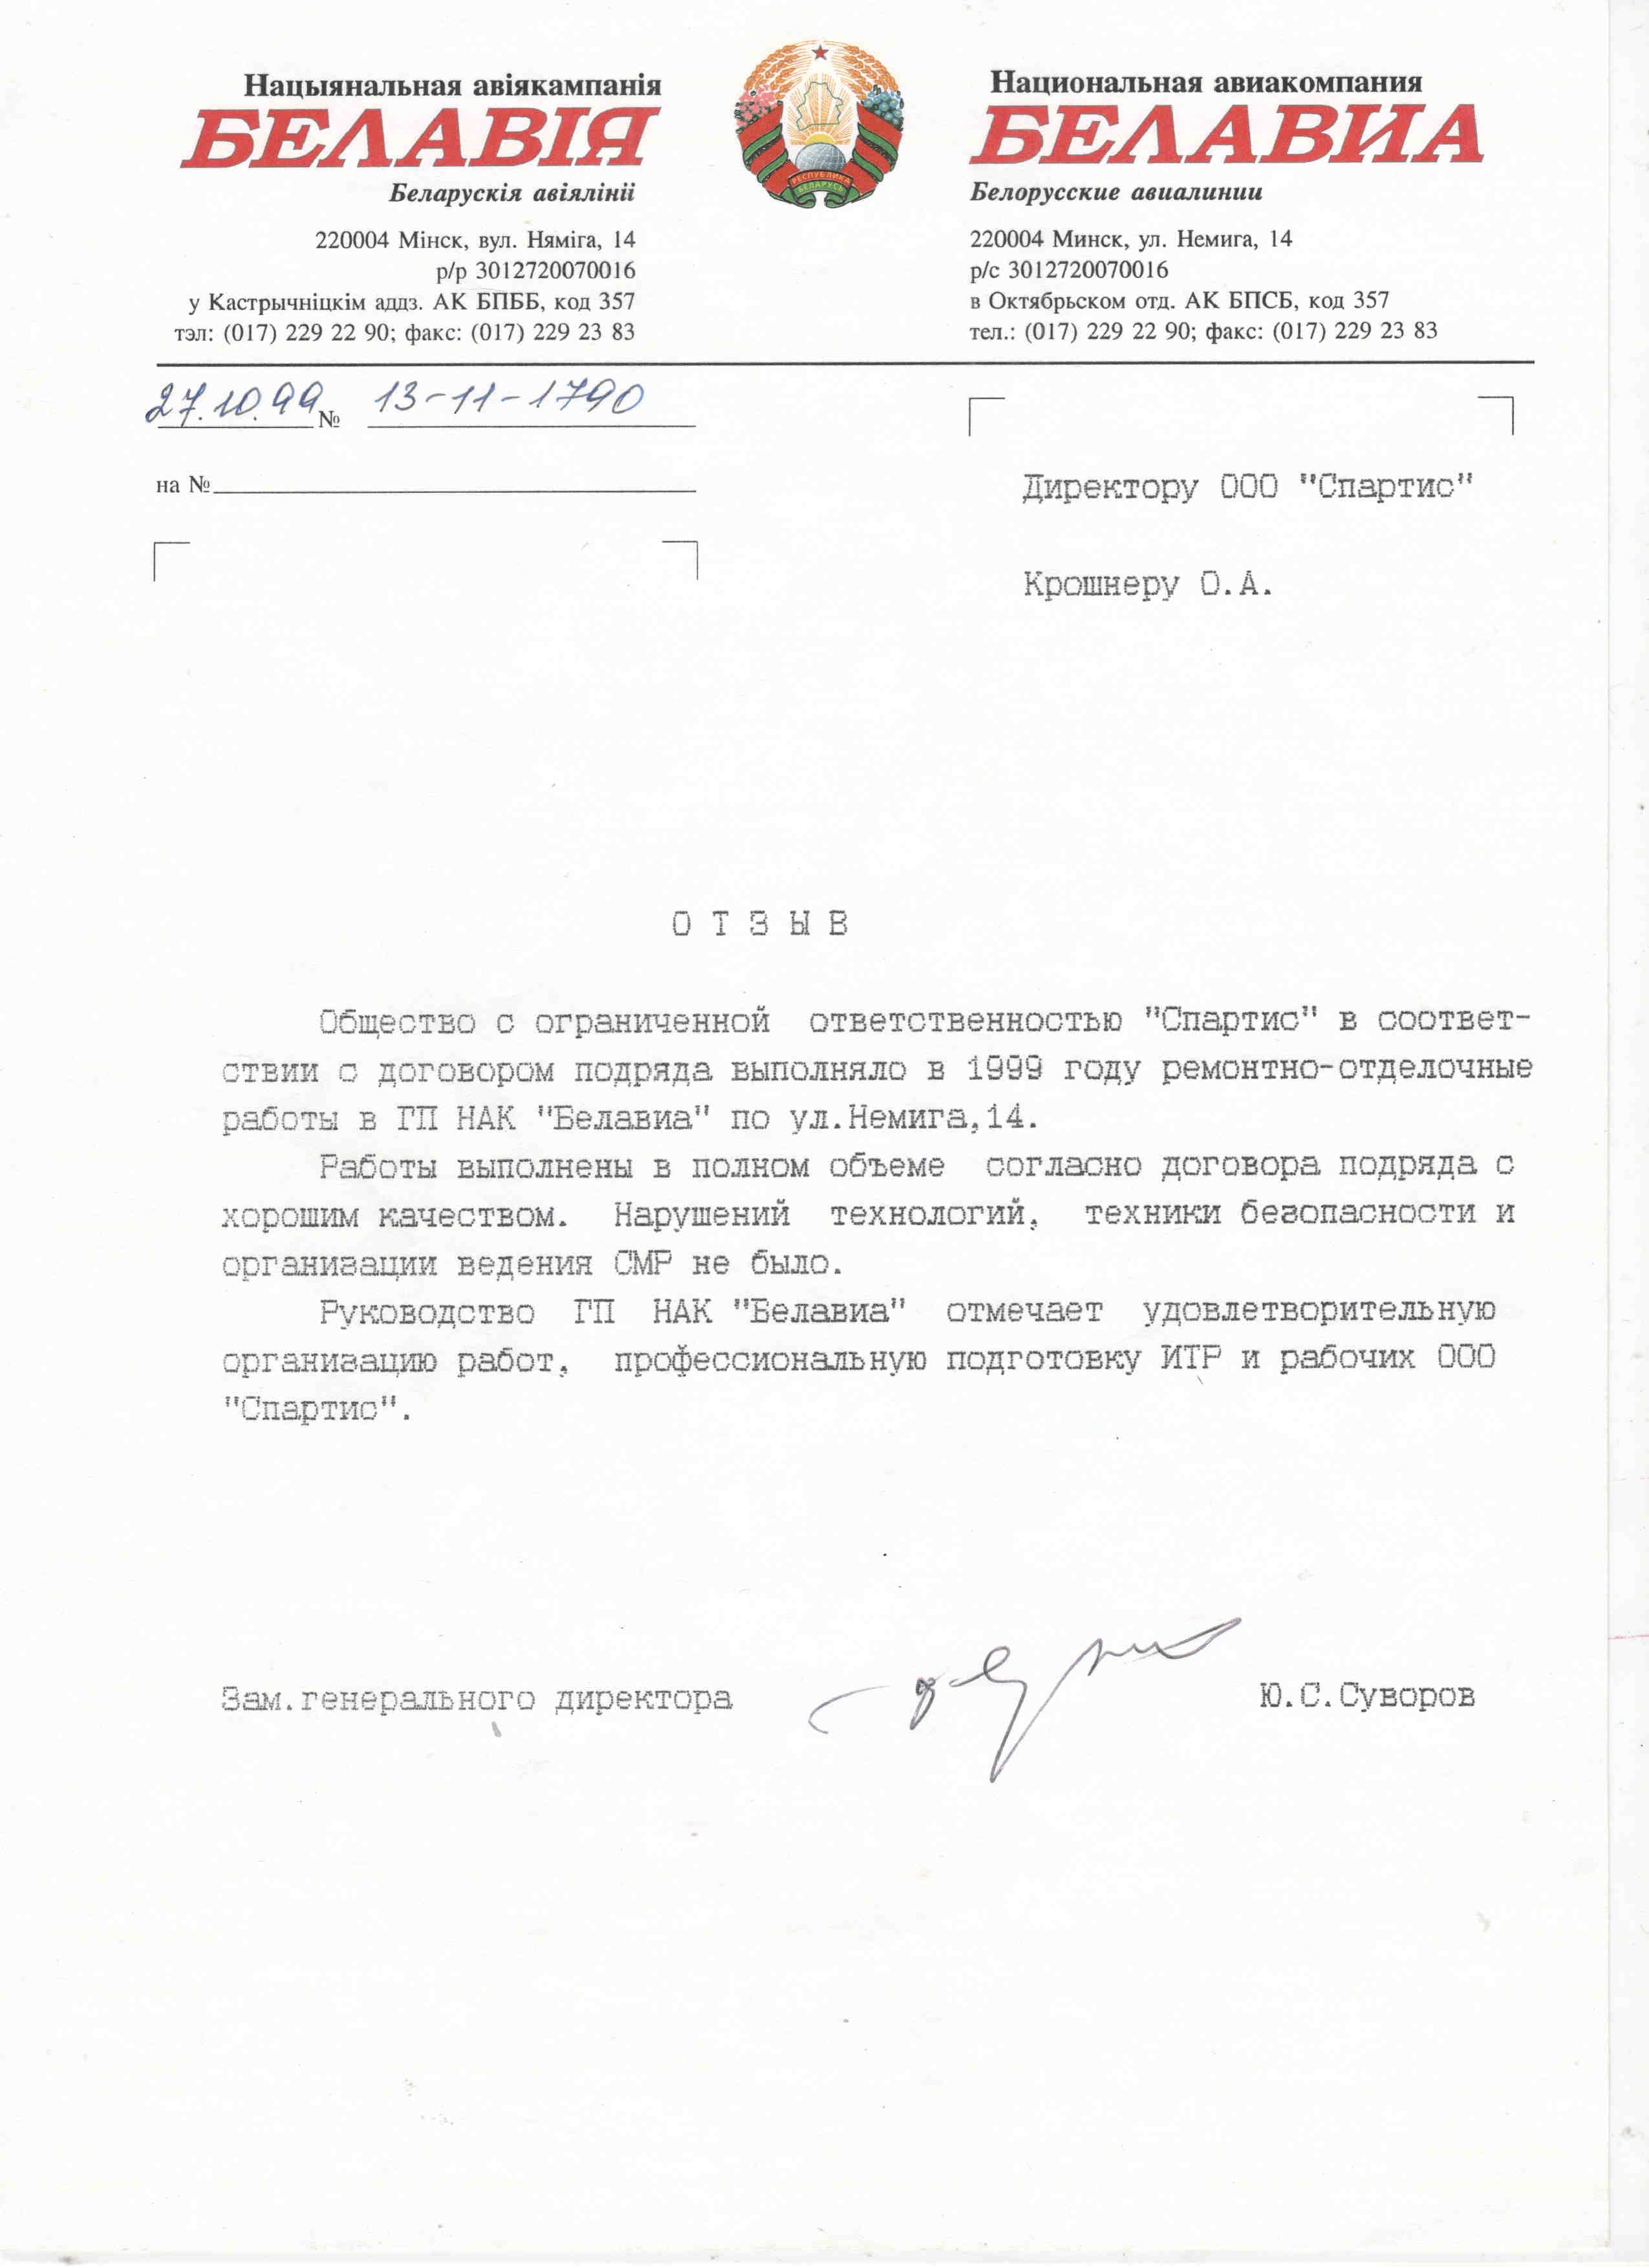 Нацыянальная авіякампанія
БЕЛАВІЯ
Беларускія авіялініі
220004 Мінск, вул. Няміга, 14
р/р 3012720070016
у Кастрычніцкім аддз. АК БПББ, код 357
тэл: (017) 229 22 90; факс: (017) 229 23 83
РЕСПУБЛИКА
БЕЛАРУСЬ
Национальная авиакомпания
БЕЛАВИА
Белорусские авиалинии
220004 Минск, ул. Немига, 14
р/с 3012720070016
в Октябрьском отд. АК БПСБ, код 357
тел.: (017) 229 22 90; факс: (017) 229 23 83
27.10.99 № 13-11-1790
на №
Директору ООО "Спартис"
Крошнеру О.А.
О Т З Ы В
Общество с ограниченной ответственностью "Спартис" в соответ-
ствии с договором подряда выполняло в 1999 году ремонтно-отделочные
работы в ГП НАК "Белавиа" по ул.Немига,14.
Работы выполнены в полном объеме согласно договора подряда с
хорошим качеством. Нарушений технологий, техники безопасности и
организации ведения СМР не было.
Руководство ГП НАК "Белавиа" отмечает удовлетворительную
организацию работ, профессиональную подготовку ИТР и рабочих ООО
"Спартис".
Зам.генерального директора Ю.С.Суворов